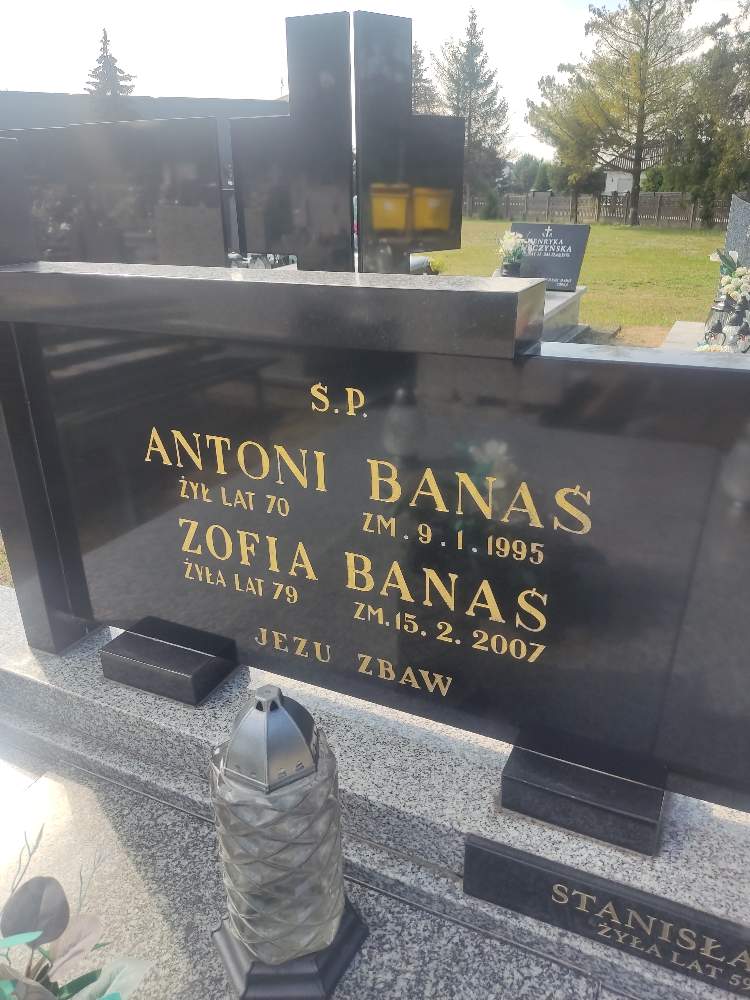 Ś.P.
ANTONI BANAŚ
ŻYŁ LAT 70 ZM. 9.1.1995
ZOFIA BANAŚ
ŻYŁA LAT 79 ZM. 15.2.2007
JEZU ZBAW
STANISŁA
ŻYŁA LAT
HENRYKA